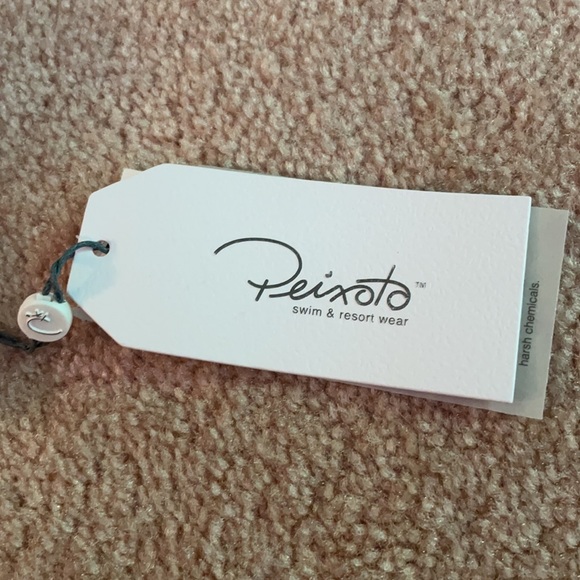 Peixoto™
swim & resort wear
harsh chemicals.